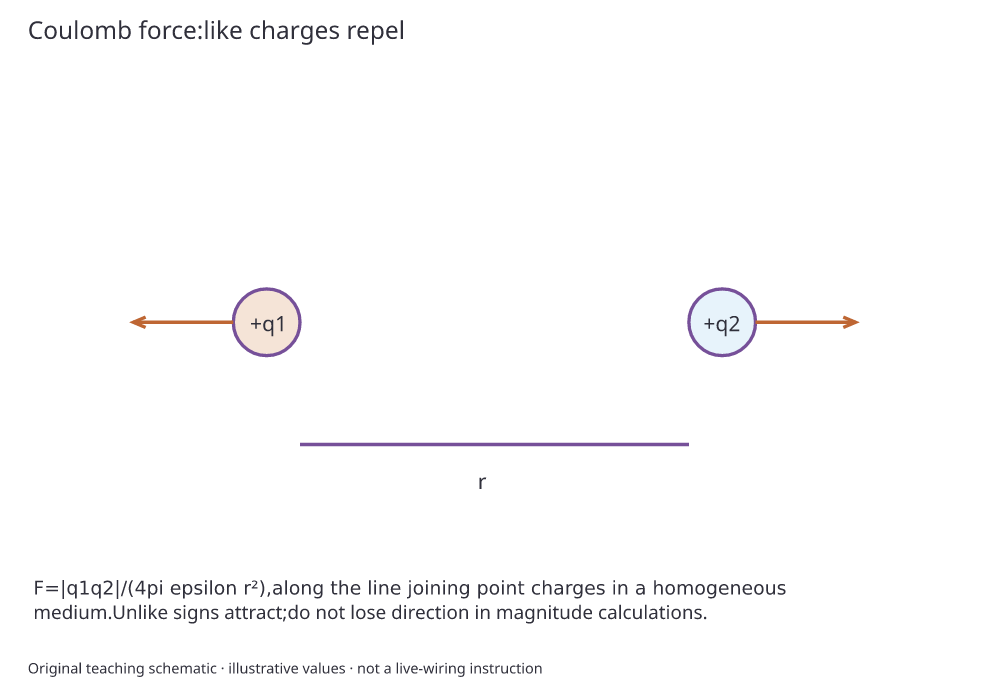 Coulomb force:like charges repel
+q1
+q2
r
F=|q1q2|/(4pi epsilon r²),along the line joining point charges in a homogeneous
medium.Unlike signs attract;do not lose direction in magnitude calculations.
Original teaching schematic · illustrative values · not a live-wiring instruction